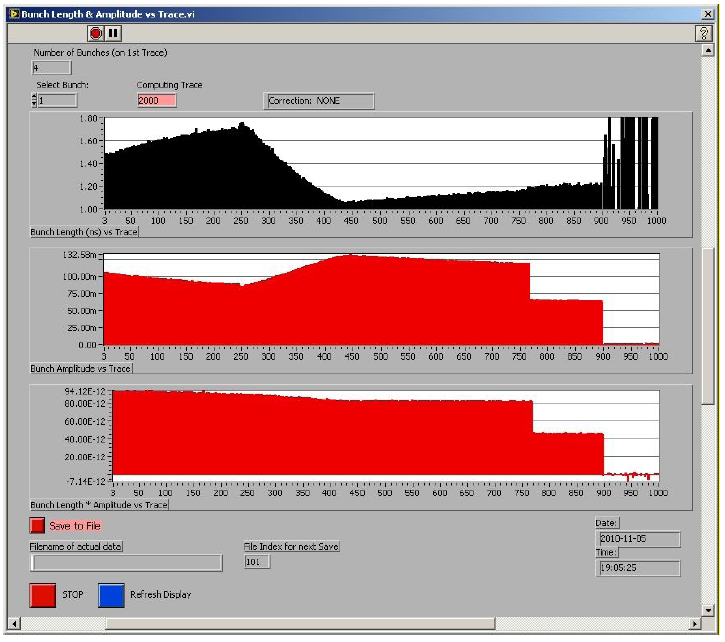 Bunch Length & Amplitude vs Trace.vi
?
Number of Bunches (on 1st Trace)
4
Select Bunch:
Computing Trace
1
2000
Correction: NONE
1.80
1.60
1.40
1.20
1.00
3 50 100 150 200 250 300 350 400 450 500 550 600 650 700 750 800 850 900 950 1000
Bunch Length (ns) vs Trace
132.58m
100.00m
75.00m
50.00m
25.00m
0.00
3 50 100 150 200 250 300 350 400 450 500 550 600 650 700 750 800 850 900 950 1000
Bunch Amplitude vs Trace
94.12E-12
80.00E-12
60.00E-12
40.00E-12
20.00E-12
-7.14E-12
3 50 100 150 200 250 300 350 400 450 500 550 600 650 700 750 800 850 900 950 1000
Bunch Length * Amplitude vs Trace
Save to File
Filename of actual data
File Index for next Save
101
Date:
2010-11-05
Time:
19:05:25
STOP
Refresh Display